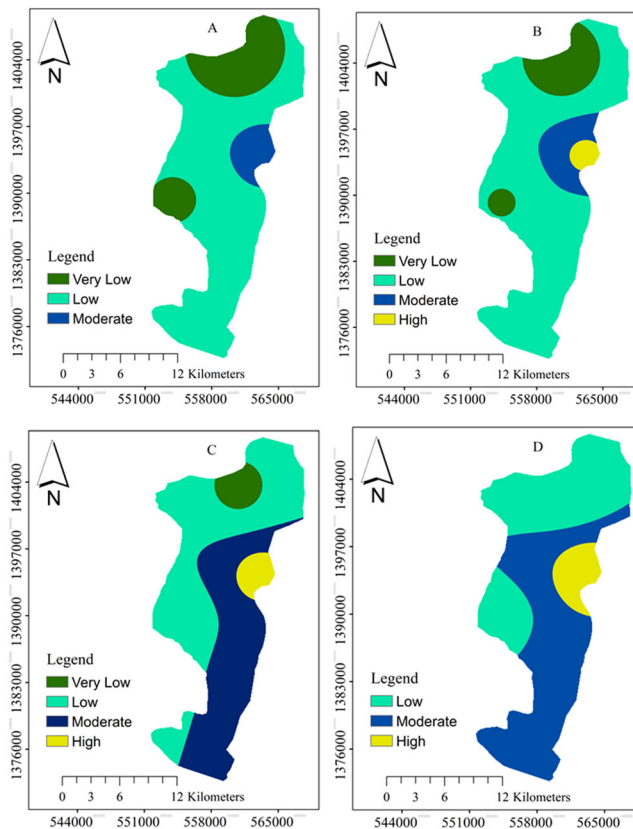 A
N
1404000
1397000
1390000
1383000
1376000
Legend
Very Low
Low
Moderate
0 3 6 12 Kilometers
544000 551000 558000 565000
B
N
1404000
1397000
1390000
1383000
1376000
Legend
Very Low
Low
Moderate
High
0 3 6 12 Kilometers
544000 551000 558000 565000
C
N
1404000
1397000
1390000
1383000
1376000
Legend
Very Low
Low
Moderate
High
0 3 6 12 Kilometers
544000 551000 558000 565000
D
N
1404000
1397000
1390000
1383000
1376000
Legend
Low
Moderate
High
0 3 6 12 Kilometers
544000 551000 558000 565000